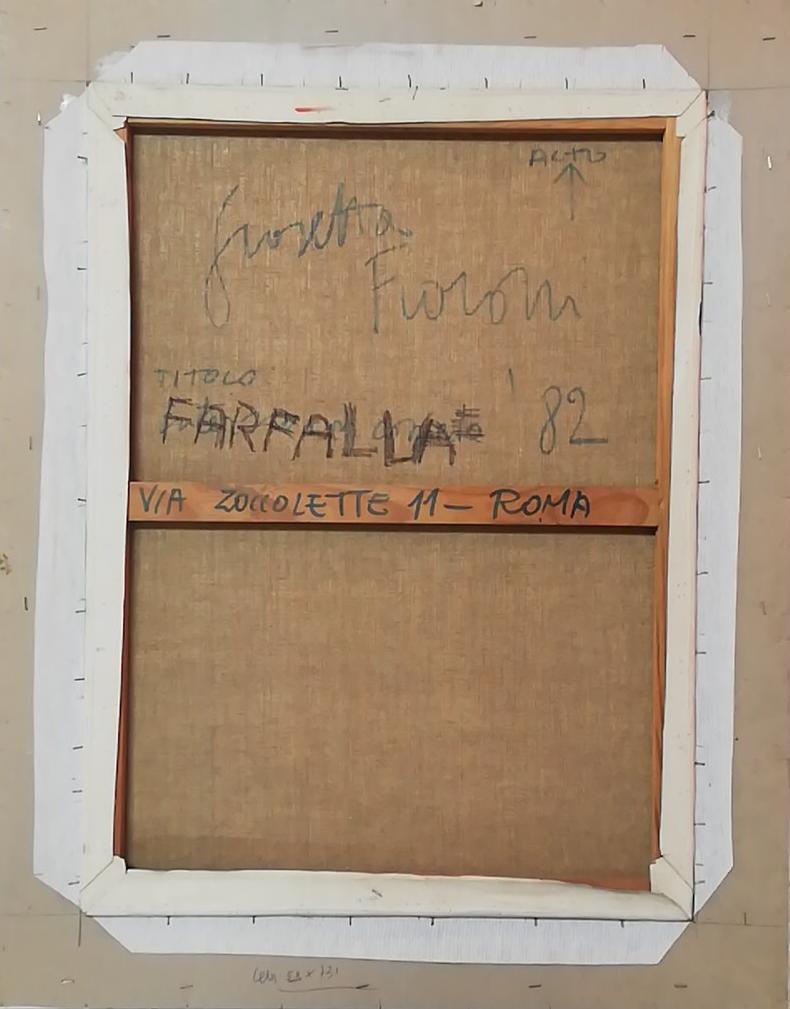 ALTO
Giosetta
Fioroni
TITOLO
FARFALLA '82
VIA ZOCCOLETTE 11 - ROMA